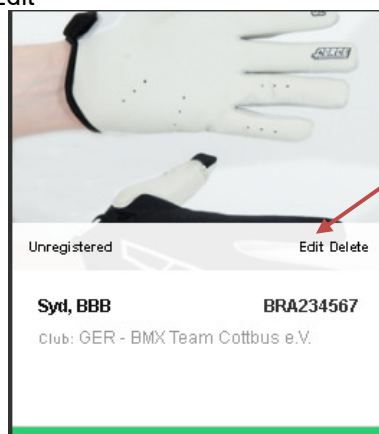 Edit
Unregistered Edit Delete
Syd, BBB BRA234567
Club: GER - BMX Team Cottbus e.V.